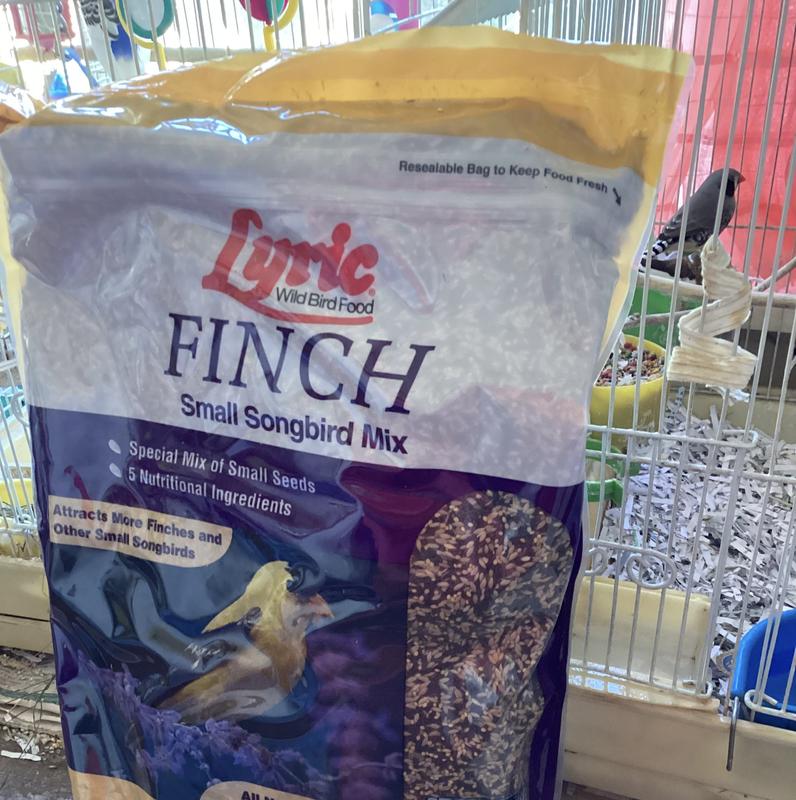 Resealable Bag to Keep Food Fresh
Lyric®
Wild Bird Food
FINCH
Small Songbird Mix
Special Mix of Small Seeds
5 Nutritional Ingredients
Attracts More Finches and
Other Small Songbirds